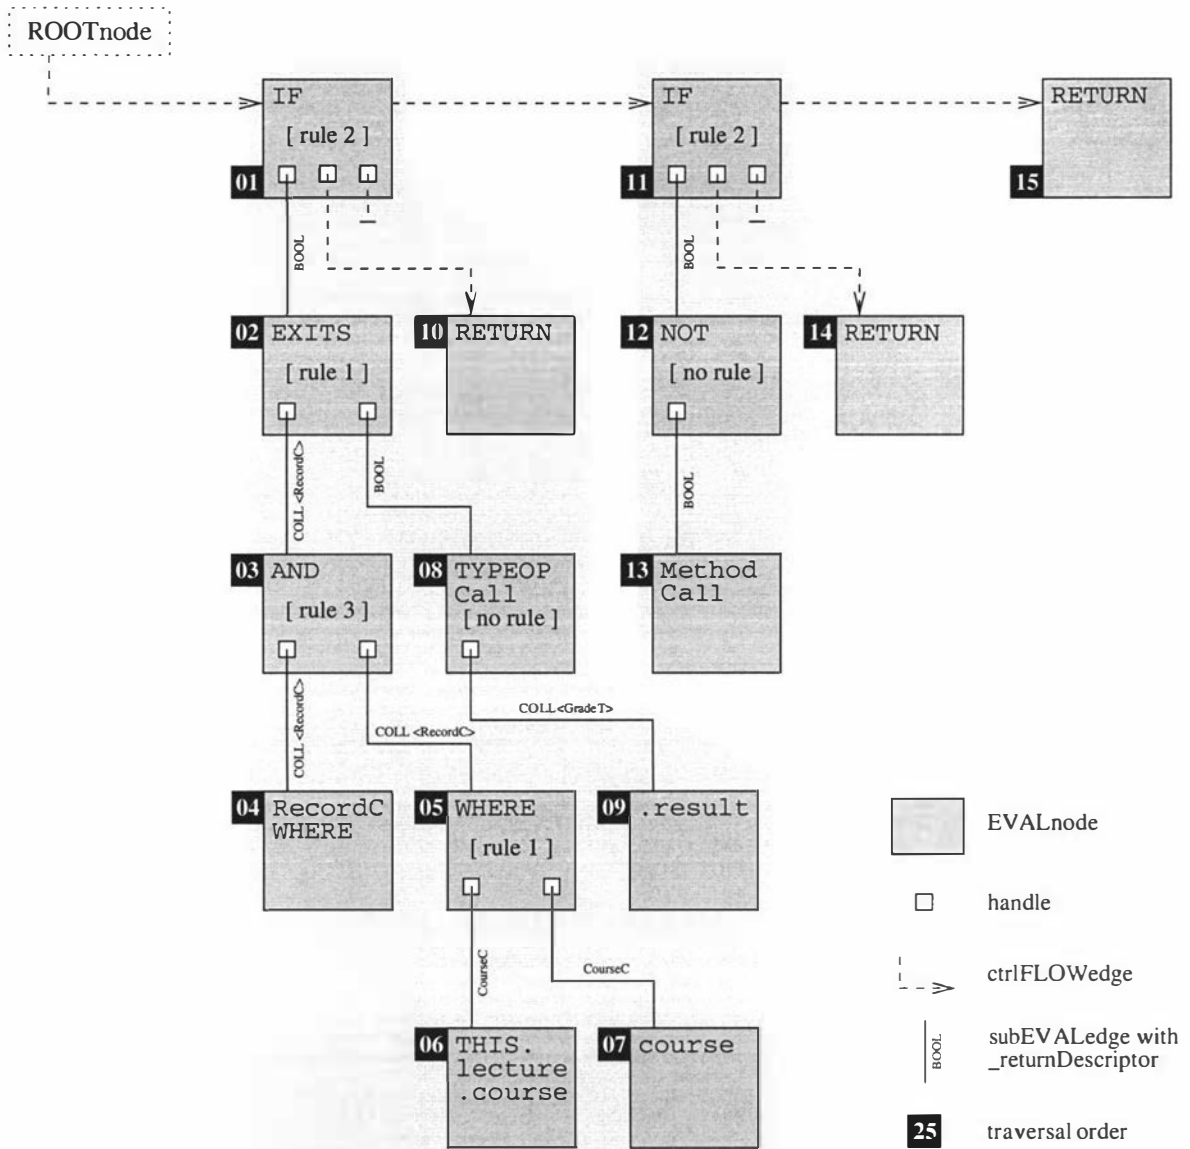 ROOTnode
IF
[ rule 2 ]
01
IF
[ rule 2 ]
11
RETURN
15
BOOL
BOOL
02
EXITS
[ rule 1 ]
10
RETURN
12
NOT
[ no rule ]
14
RETURN
COLL <RecordC>
BOOL
BOOL
03
AND
[ rule 3 ]
08
TYPEOP
Call
[ no rule ]
13
Method
Call
COLL <RecordC>
COLL <RecordC>
COLL<GradeT>
04
RecordC
WHERE
05
WHERE
[ rule 1 ]
09
.result
CourseC
CourseC
06
THIS.
lecture
.course
07
course
EVALnode
handle
ctrlFLOWedge
BOOL
subEVALedge with
_returnDescriptor
25
traversal order